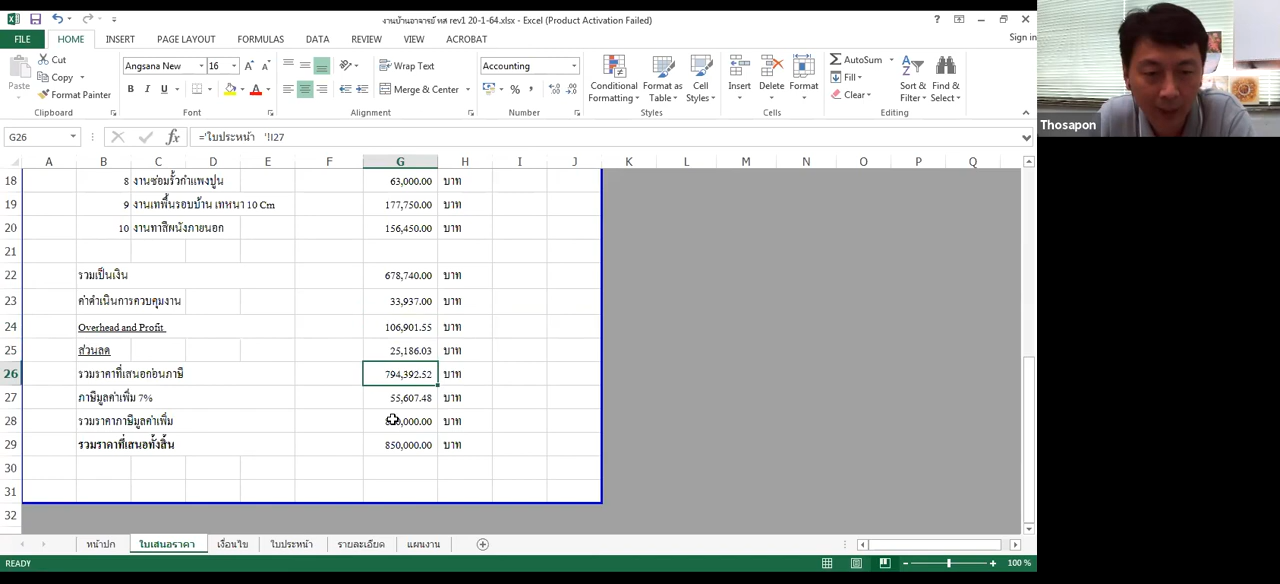 งานบ้านอาจารย์ ทศ rev1 20-1-64.xlsx - Excel (Product Activation Failed)
FILE HOME INSERT PAGE LAYOUT FORMULAS DATA REVIEW VIEW ACROBAT Sign in
Cut
Copy
Format Painter
Paste
Clipboard
Angsana New 16
B I U
Font
Wrap Text
Merge & Center
Alignment
Accounting
%
Number
Conditional Formatting
Format as Table
Cell Styles
Styles
Insert Delete Format
Cells
AutoSum
Fill
Clear
Sort & Filter
Find & Select
Editing
Thosapon
G26 ='ใบประหน้า '!I27
A B C D E F G H I J K L M N O P Q
18 8 งานซ่อมรั้วกำแพงปูน 63,000.00 บาท
19 9 งานเทพื้นรอบบ้าน เทหนา 10 Cm 177,750.00 บาท
20 10 งานทาสีผนังภายนอก 156,450.00 บาท
21
22 รวมเป็นเงิน 678,740.00 บาท
23 ค่าดำเนินการควบคุมงาน 33,937.00 บาท
24 Overhead and Profit 106,901.55 บาท
25 ส่วนลด 25,186.03 บาท
26 รวมราคาที่เสนอก่อนภาษี 794,392.52 บาท
27 ภาษีมูลค่าเพิ่ม 7% 55,607.48 บาท
28 รวมราคาภาษีมูลค่าเพิ่ม บาท
29 รวมราคาที่เสนอทั้งสิ้น 850,000.00 บาท
30
31
32
หน้าปก ใบเสนอราคา เงื่อนไข ใบประหน้า รายละเอียด แผนงาน
READY 100 %